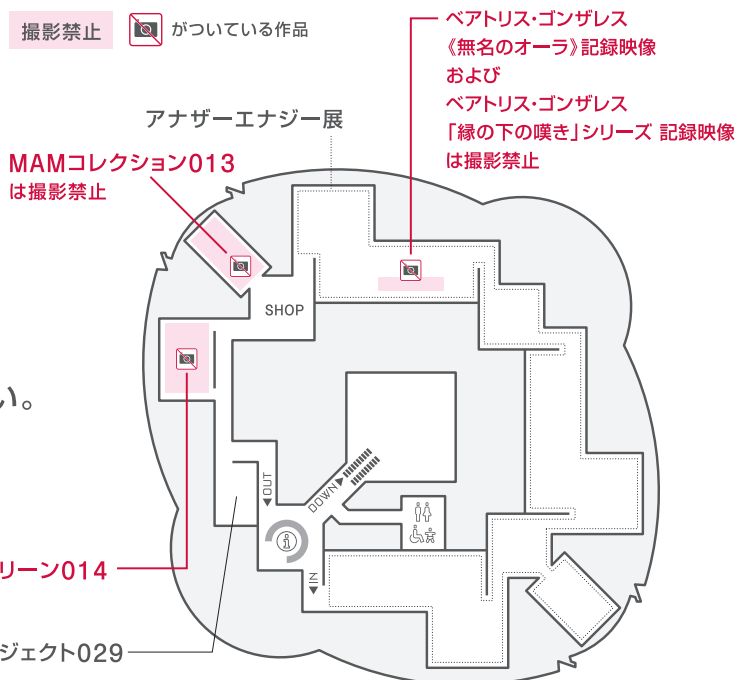 撮影禁止 がついている作品
ベアトリス・ゴンザレス
《無名のオーラ》記録映像
および
ベアトリス・ゴンザレス
「縁の下の嘆き」シリーズ 記録映像
は撮影禁止
アナザーエナジー展
MAMコレクション013
は撮影禁止
SHOP
い。
OUT
DOWN
IN
リーン014
ジェクト029